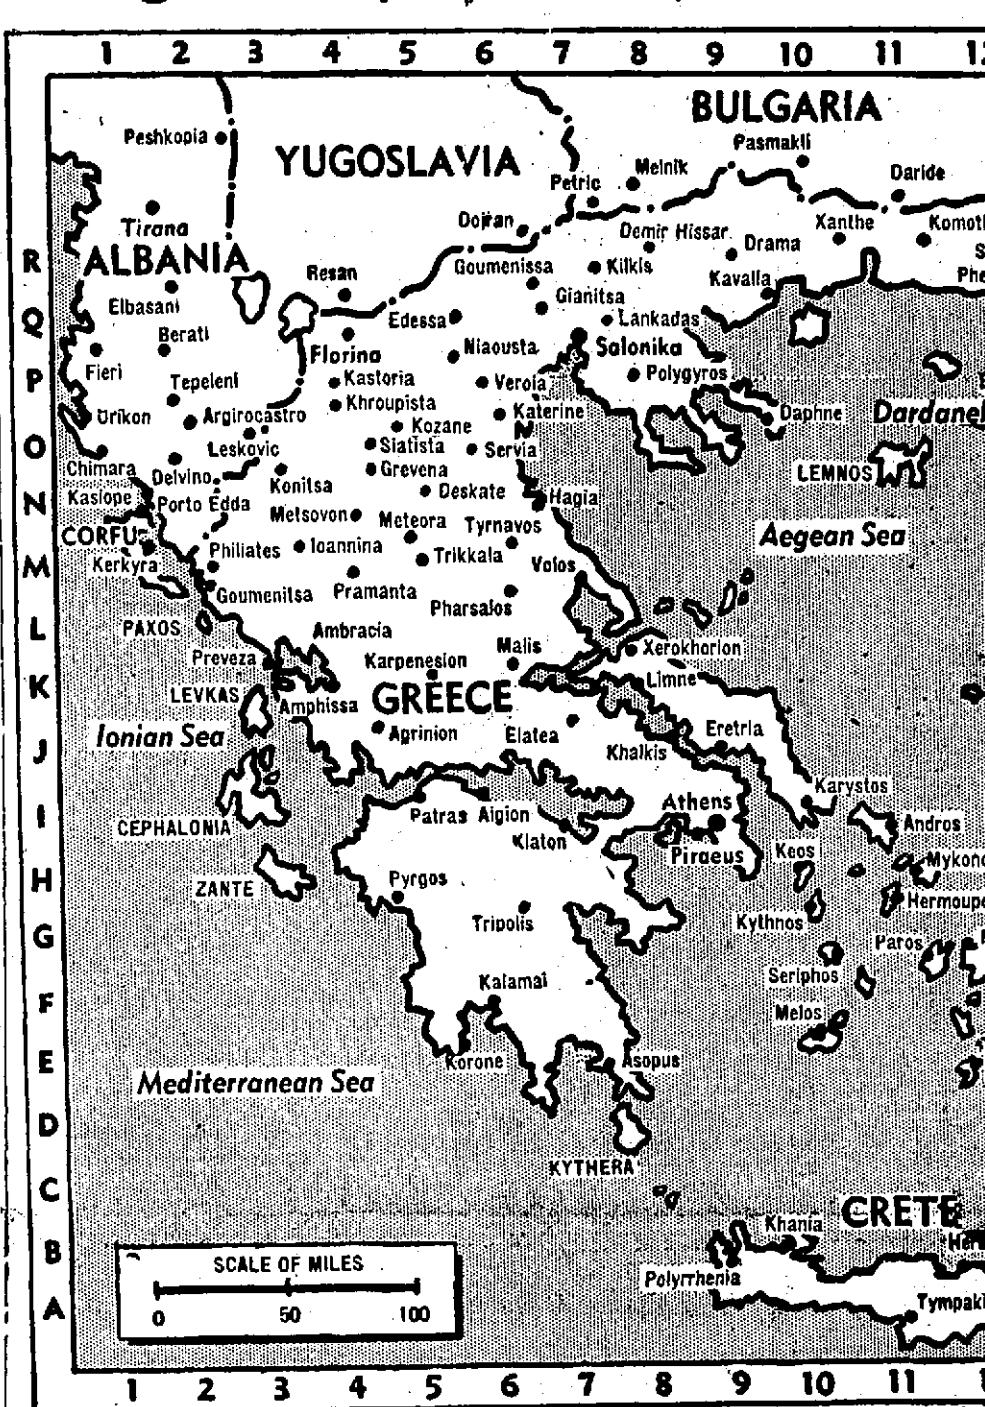 1 2 3 4 5 6 7 8 9 10 11
BULGARIA
Pasmakli
Peshkopia
YUGOSLAVIA
Melnik
Petric
Daride
Tirana
Dojran
Demir Hissar
Xanthe
Drama
R
ALBANIA
Resan
Goumenissa
Kilkis
Kavalla
Elbasani
Gianitsa
Q
Berati
Edessa
Lankadas
Florina
Niaousta
Salonika
P
Fieri
Tepeleni
Kastoria
Veroia
Polygyros
Orikon
Argirocastro
Khroupista
Katerine
Daphne
O
Leskovic
Kozane
Siatista
Servia
LEMNOS
Chimara
Delvino
Grevena
N
Kasiope
Porto Edda
Konitsa
Deskate
Hagia
Metsovon
Meteora
Tyrnavos
CORFU
Aegean Sea
Kerkyra
Philiates
Ioannina
Trikkala
Volos
M
Goumenitsa
Pramanta
Pharsalos
L
PAXOS
Ambracia
Preveza
Karpenesion
Malis
Xerokhorion
K
LEVKAS
Amphissa
GREECE
Limne
Ionian Sea
Agrinion
Elatea
Eretria
J
Khalkis
Karystos
I
CEPHALONIA
Patras
Aigion
Athens
Klaton
Piraeus
Keos
Andros
H
ZANTE
Pyrgos
Kythnos
G
Tripolis
Paros
Seriphos
F
Kalamai
Melos
E
Korone
Asopus
Mediterranean Sea
D
KYTHERA
C
CRETE
Khania
B
SCALE OF MILES
Polyrrhenia
A
0 50 100
1 2 3 4 5 6 7 8 9 10 11